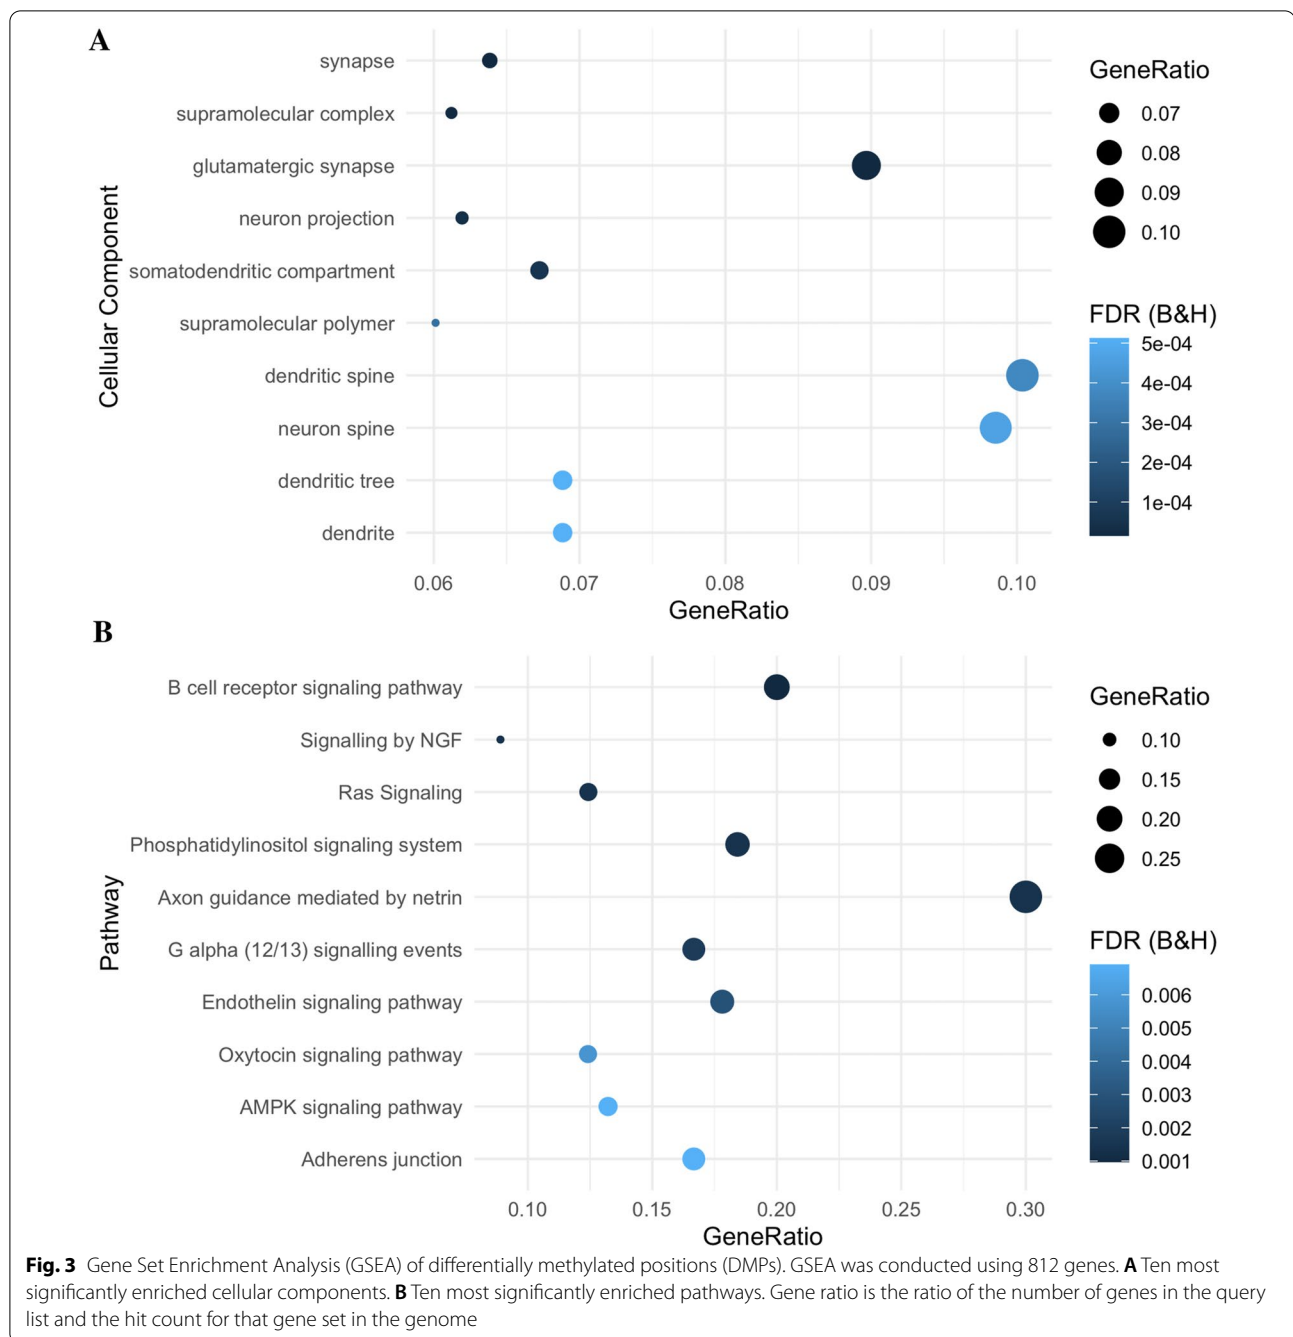 A
synapse
supramolecular complex
glutamatergic synapse
neuron projection
somatodendritic compartment
supramolecular polymer
dendritic spine
neuron spine
dendritic tree
dendrite
Cellular Component
0.06 0.07 0.08 0.09 0.10
GeneRatio
GeneRatio
0.07
0.08
0.09
0.10
FDR (B&H)
5e-04
4e-04
3e-04
2e-04
1e-04
B
B cell receptor signaling pathway
Signalling by NGF
Ras Signaling
Phosphatidylinositol signaling system
Axon guidance mediated by netrin
G alpha (12/13) signalling events
Endothelin signaling pathway
Oxytocin signaling pathway
AMPK signaling pathway
Adherens junction
Pathway
0.10 0.15 0.20 0.25 0.30
GeneRatio
GeneRatio
0.10
0.15
0.20
0.25
FDR (B&H)
0.006
0.005
0.004
0.003
0.002
0.001
Fig. 3 Gene Set Enrichment Analysis (GSEA) of differentially methylated positions (DMPs). GSEA was conducted using 812 genes. A Ten most
significantly enriched cellular components. B Ten most significantly enriched pathways. Gene ratio is the ratio of the number of genes in the query
list and the hit count for that gene set in the genome